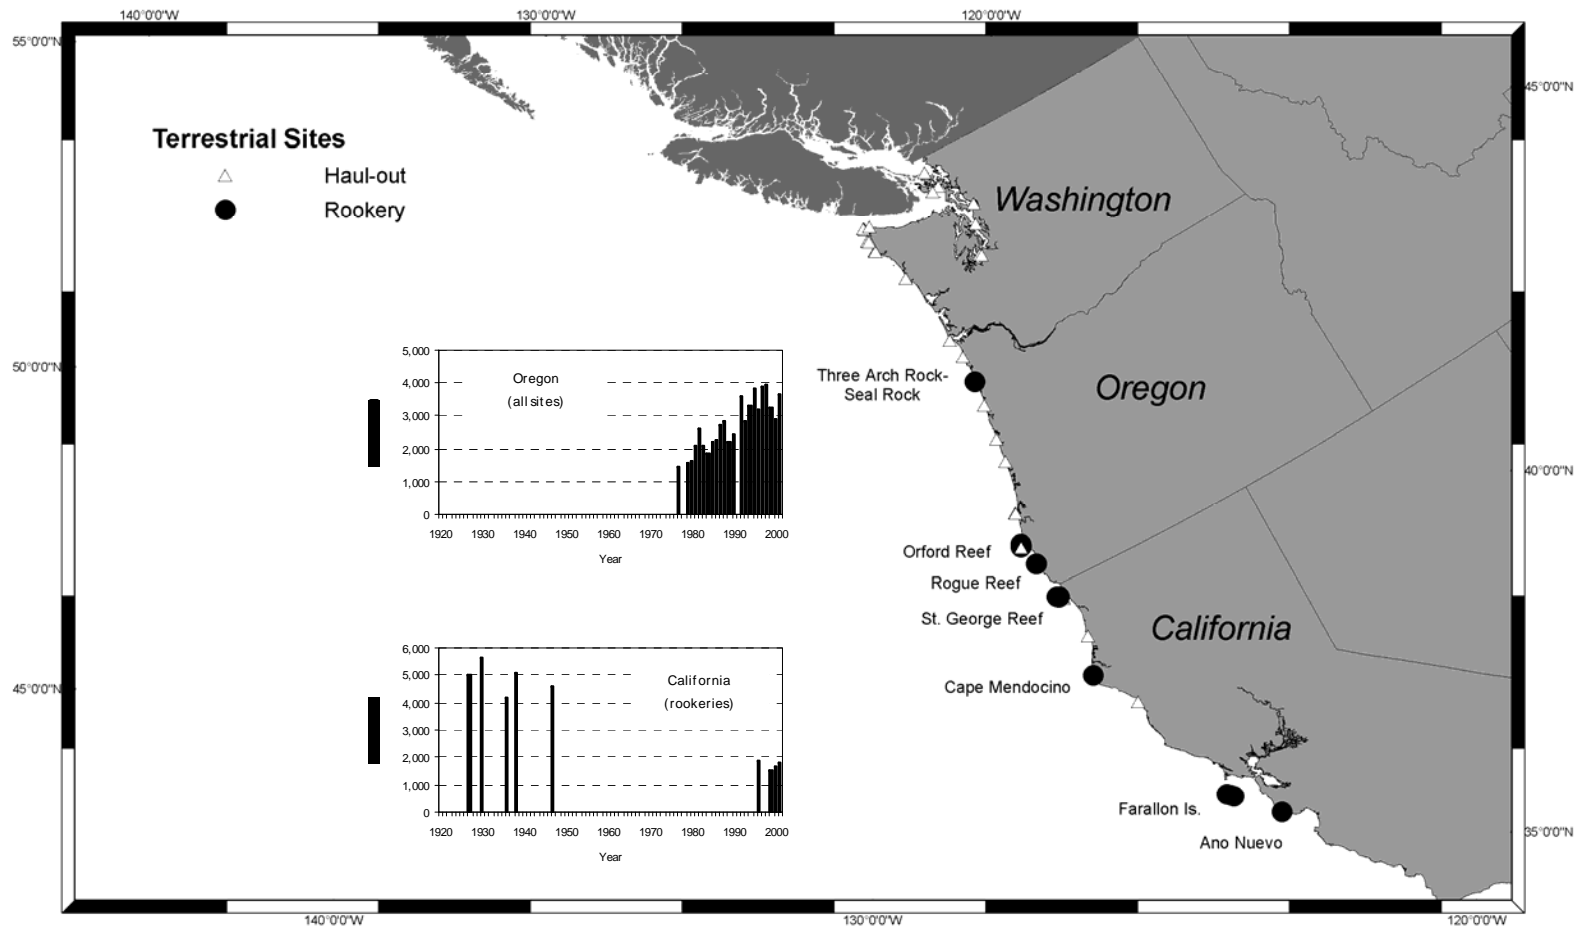 140°0'0"W 130°0'0"W 120°0'0"W
55°0'0"N
45°0'0"N
Terrestrial Sites
Haul-out
Rookery
Washington
5,000
4,000
3,000
2,000
1,000
0
Oregon
(all sites)
1920 1930 1940 1950 1960 1970 1980 1990 2000
Year
50°0'0"N
Three Arch Rock-
Seal Rock
Oregon
40°0'0"N
Orford Reef
Rogue Reef
St. George Reef
California
6,000
5,000
4,000
3,000
2,000
1,000
0
California
(rookeries)
1920 1930 1940 1950 1960 1970 1980 1990 2000
Year
45°0'0"N
Cape Mendocino
Farallon Is.
Ano Nuevo
35°0'0"N
140°0'0"W 130°0'0"W 120°0'0"W